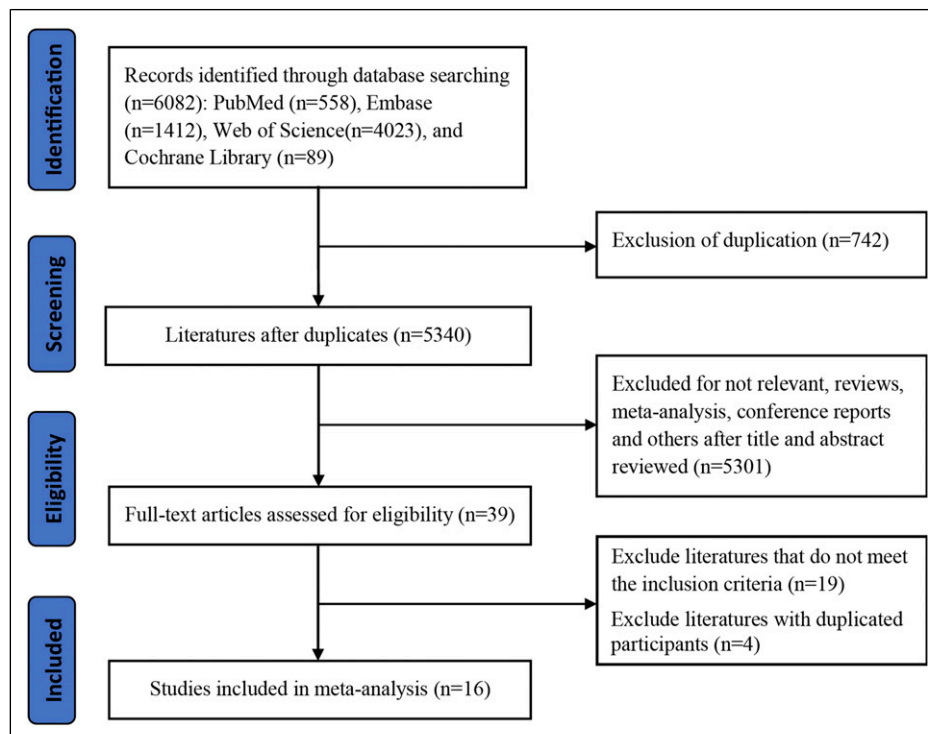 Identification
Records identified through database searching
(n=6082): PubMed (n=558), Embase
(n=1412), Web of Science(n=4023), and
Cochrane Library (n=89)
Exclusion of duplication (n=742)
Screening
Literatures after duplicates (n=5340)
Excluded for not relevant, reviews,
meta-analysis, conference reports
and others after title and abstract
reviewed (n=5301)
Eligibility
Full-text articles assessed for eligibility (n=39)
Exclude literatures that do not meet
the inclusion criteria (n=19)
Exclude literatures with duplicated
participants (n=4)
Included
Studies included in meta-analysis (n=16)